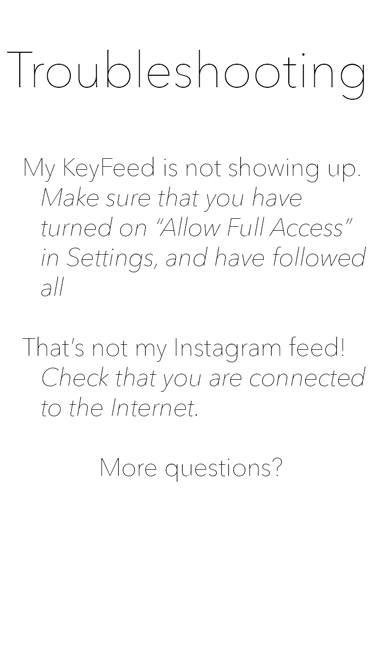 Troubleshooting
My KeyFeed is not showing up.
Make sure that you have
turned on “Allow Full Access”
in Settings, and have followed
all
That’s not my Instagram feed!
Check that you are connected
to the Internet.
More questions?